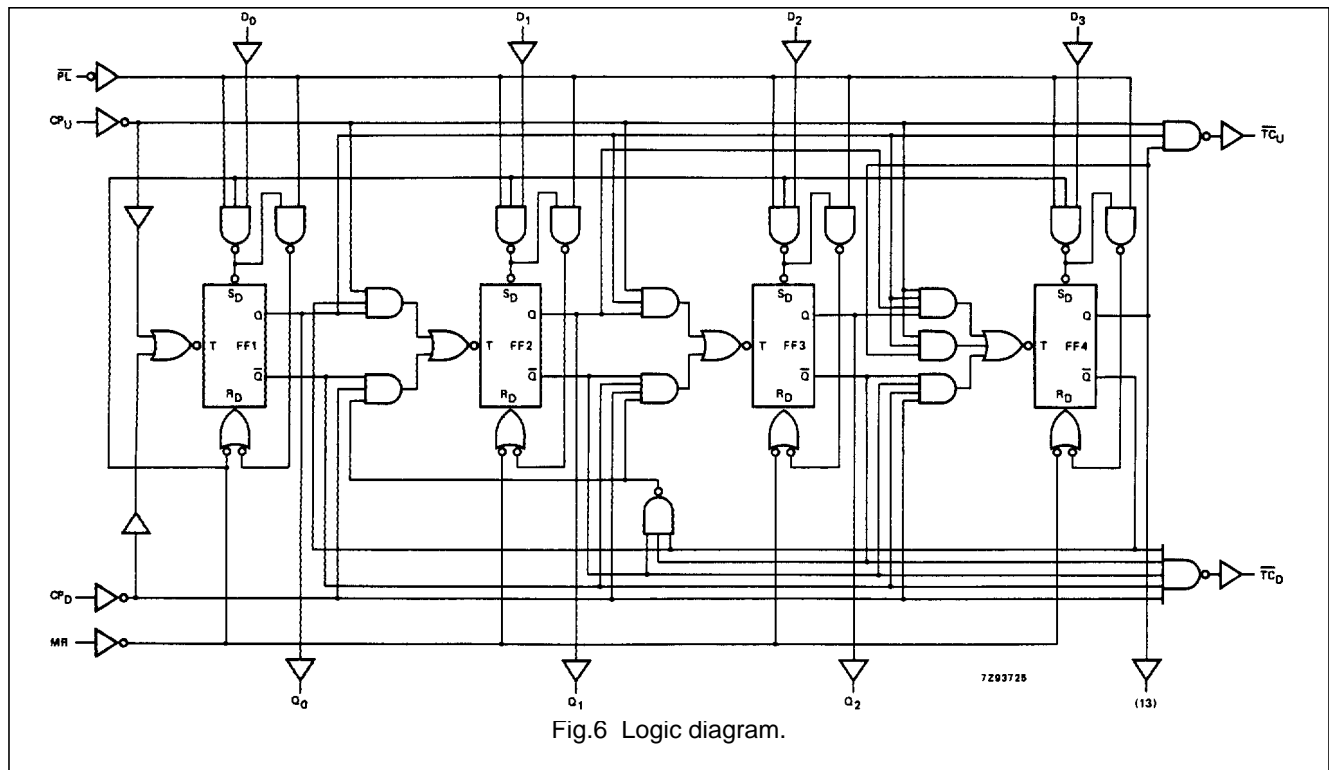 D0 D1 D2 D3
PL
CPU
TCU
SD SD SD SD
Q Q Q Q
T FF1 T FF2 T FF3 T FF4
Q Q Q Q
RD RD RD RD
CPD
TCD
MR
7Z93725
Q0 Q1 Q2 (13)
Fig.6 Logic diagram.